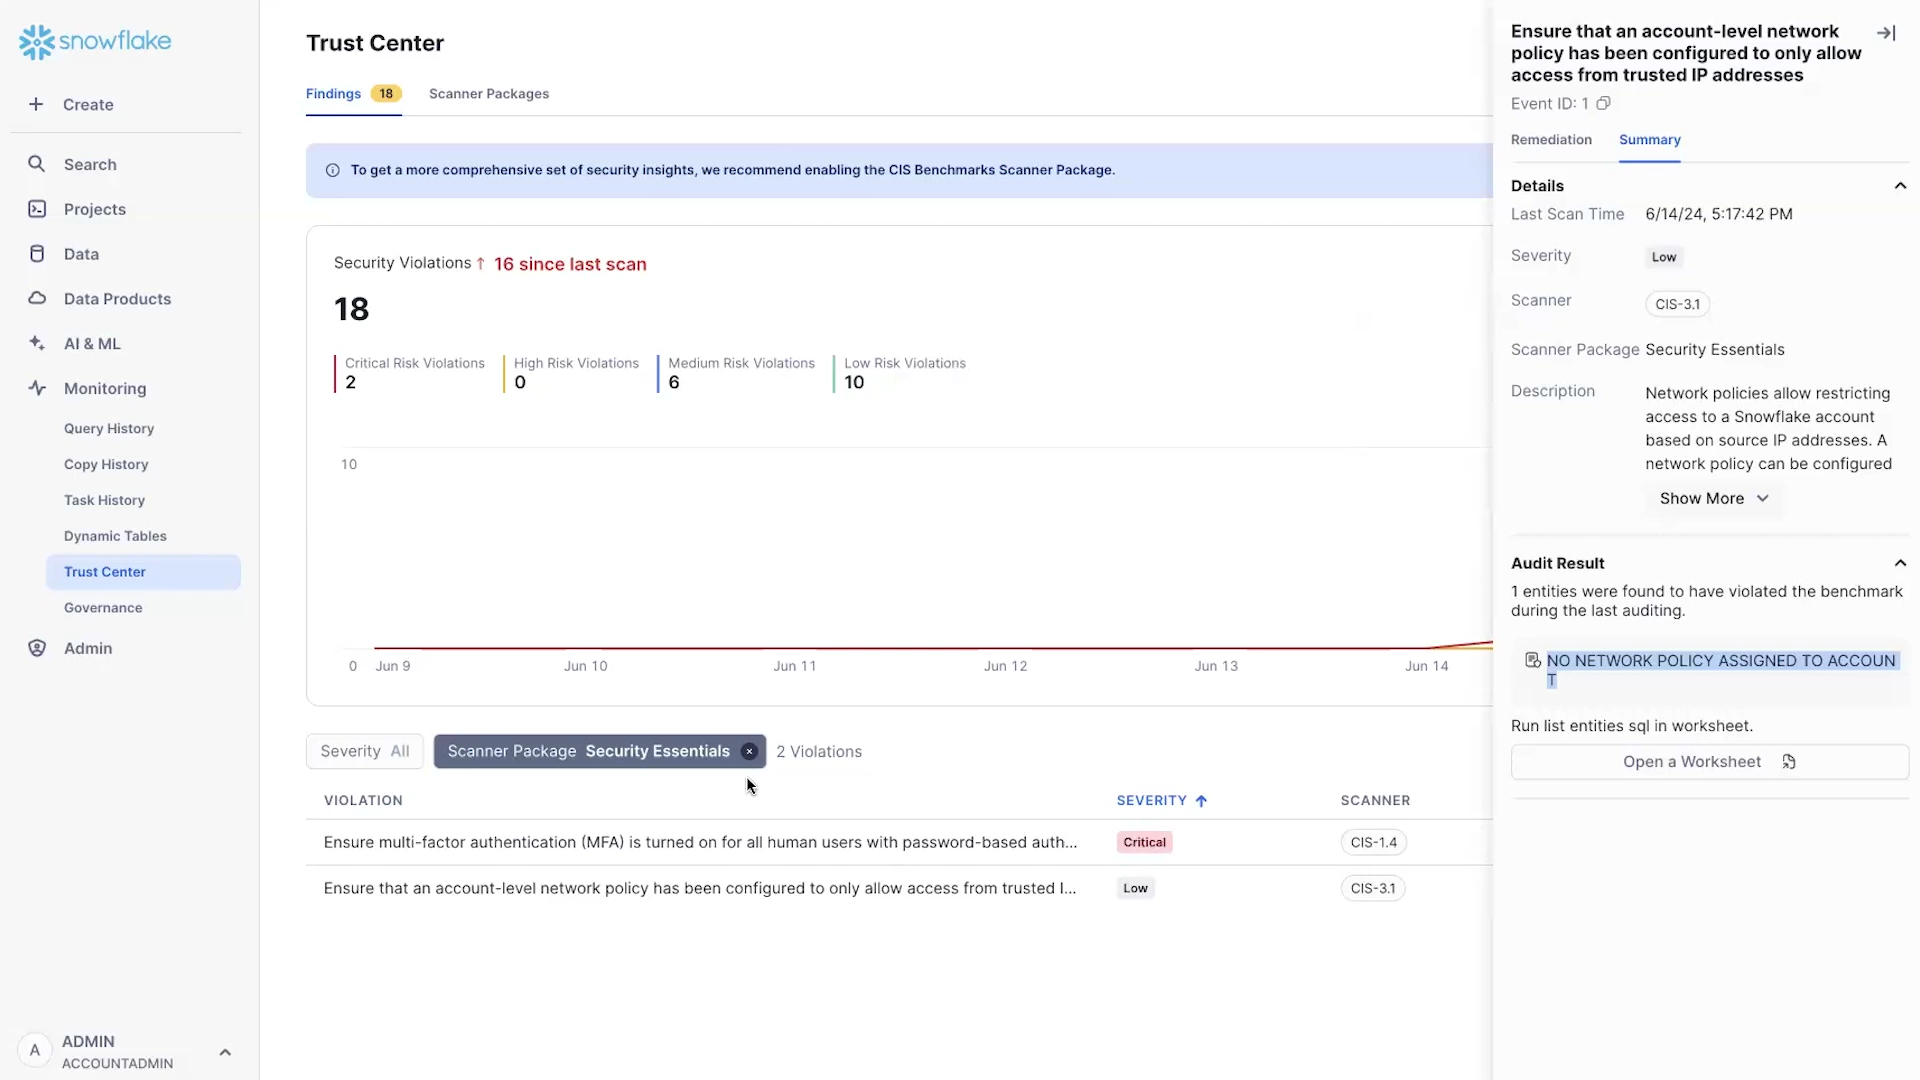 snowflake
Create
Search
Projects
Data
Data Products
AI & ML
Monitoring
Query History
Copy History
Task History
Dynamic Tables
Trust Center
Governance
Admin
A
ADMIN
ACCOUNTADMIN
Trust Center
Findings 18 Scanner Packages
To get a more comprehensive set of security insights, we recommend enabling the CIS Benchmarks Scanner Package.
Security Violations ↑ 16 since last scan
18
Critical Risk Violations High Risk Violations Medium Risk Violations Low Risk Violations
2 0 6 10
10
0 Jun 9 Jun 10 Jun 11 Jun 12 Jun 13 Jun 14
Severity All Scanner Package Security Essentials × 2 Violations
VIOLATION SEVERITY ↑ SCANNER
Ensure multi-factor authentication (MFA) is turned on for all human users with password-based auth... Critical CIS-1.4
Ensure that an account-level network policy has been configured to only allow access from trusted I... Low CIS-3.1
Ensure that an account-level network
policy has been configured to only allow
access from trusted IP addresses
Event ID: 1
Remediation Summary
Details
Last Scan Time 6/14/24, 5:17:42 PM
Severity Low
Scanner CIS-3.1
Scanner Package Security Essentials
Description Network policies allow restricting
access to a Snowflake account
based on source IP addresses. A
network policy can be configured
Show More
Audit Result
1 entities were found to have violated the benchmark
during the last auditing.
NO NETWORK POLICY ASSIGNED TO ACCOUN
T
Run list entities sql in worksheet.
Open a Worksheet